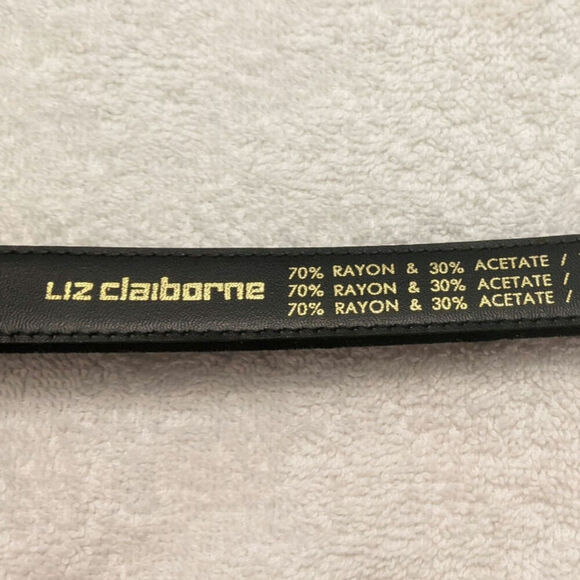 Liz claiborne
70% RAYON & 30% ACETATE /
70% RAYON & 30% ACETATE /
70% RAYON & 30% ACETATE /